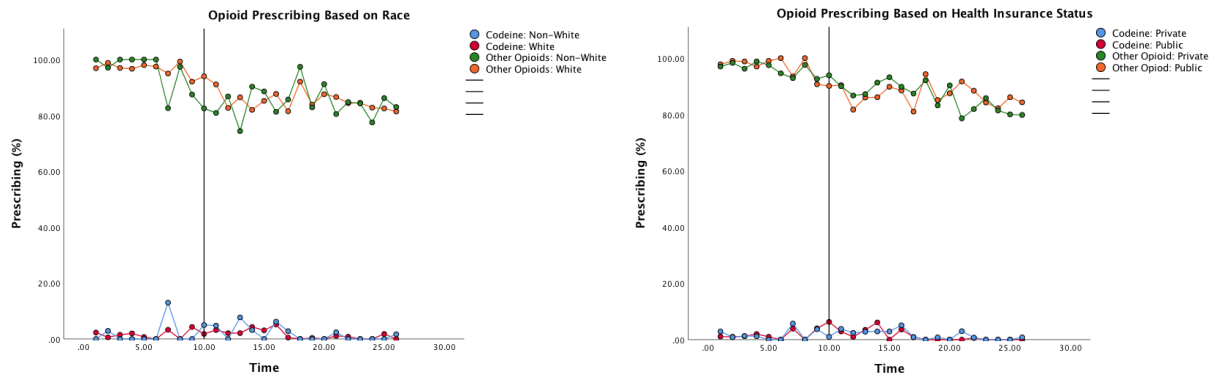 Opioid Prescribing Based on Race
Codeine: Non-White
Codeine: White
Other Opioids: Non-White
Other Opioids: White
100.00
80.00
60.00
40.00
20.00
.00
Prescribing (%)
.00 5.00 10.00 15.00 20.00 30.00
Time
Opioid Prescribing Based on Health Insurance Status
Codeine: Private
Codeine: Public
Other Opioid: Private
Other Opiod: Public
100.00
80.00
60.00
40.00
20.00
.00
Prescribing (%)
.00 5.00 10.00 15.00 20.00 30.00
Time